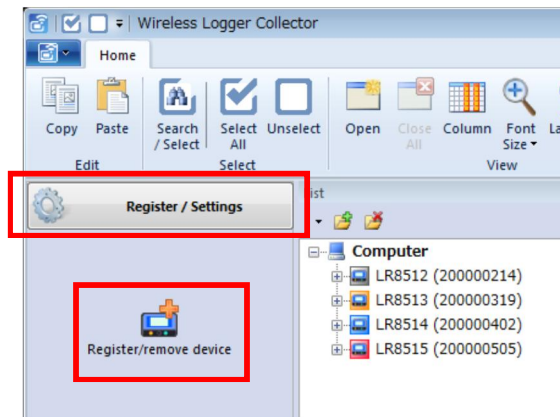 Wireless Logger Collector
Home
Copy Paste Search / Select Select All Unselect Open Close All Column Font Size
Edit Select View
Register / Settings
Register/remove device
Computer
LR8512 (200000214)
LR8513 (200000319)
LR8514 (200000402)
LR8515 (200000505)